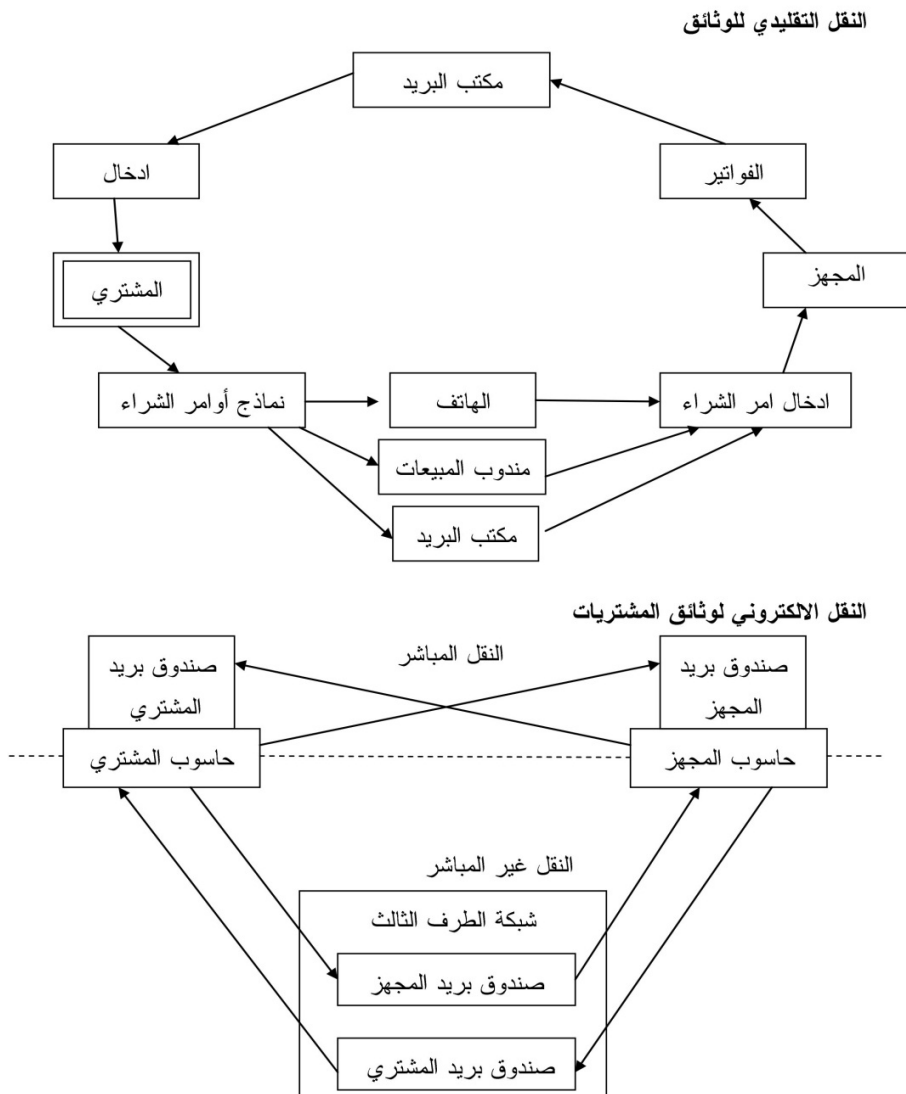 النقل التقليدي للوثائق
مكتب البريد
الفواتير
ادخال
المجهز
المشتري
ادخال امر الشراء
الهاتف
نماذج أوامر الشراء
مندوب المبيعات
مكتب البريد
النقل الالكتروني لوثائق المشتريات
صندوق بريد
المجهز
النقل المباشر
صندوق بريد
المشتري
حاسوب المجهز
حاسوب المشتري
النقل غير المباشر
شبكة الطرف الثالث
صندوق بريد المجهز
صندوق بريد المشتري